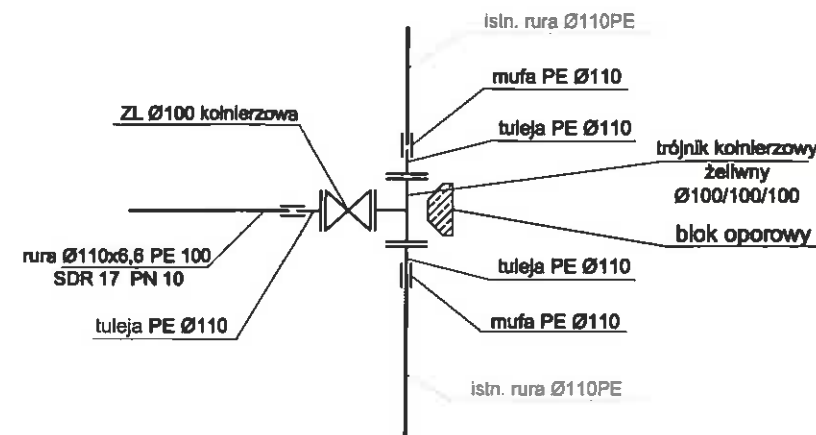 istn. rura Ø110PE
mufa PE Ø110
ZL Ø100 kołnierzowa
tuleja PE Ø110
trójnik kołnierzowy
żeliwny
Ø100/100/100
blok oporowy
rura Ø110x6,6 PE 100
SDR 17 PN 10
tuleja PE Ø110
tuleja PE Ø110
mufa PE Ø110
istn. rura Ø110PE